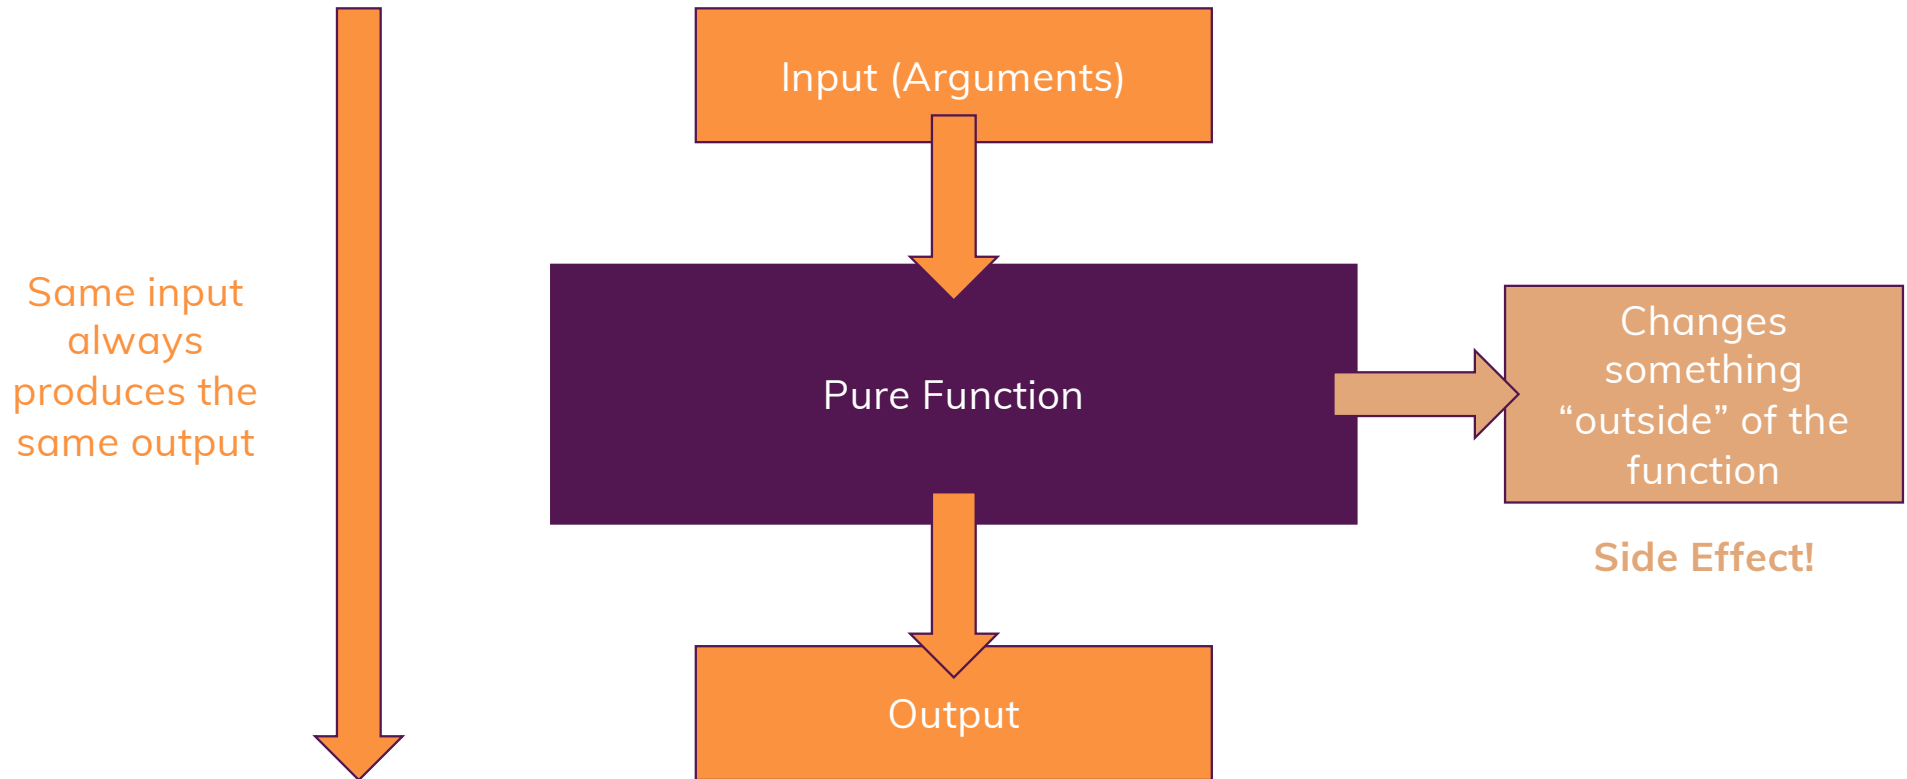 Input (Arguments)
Same input
always
produces the
same output
Pure Function
Changes
something
“outside” of the
function
Side Effect!
Output